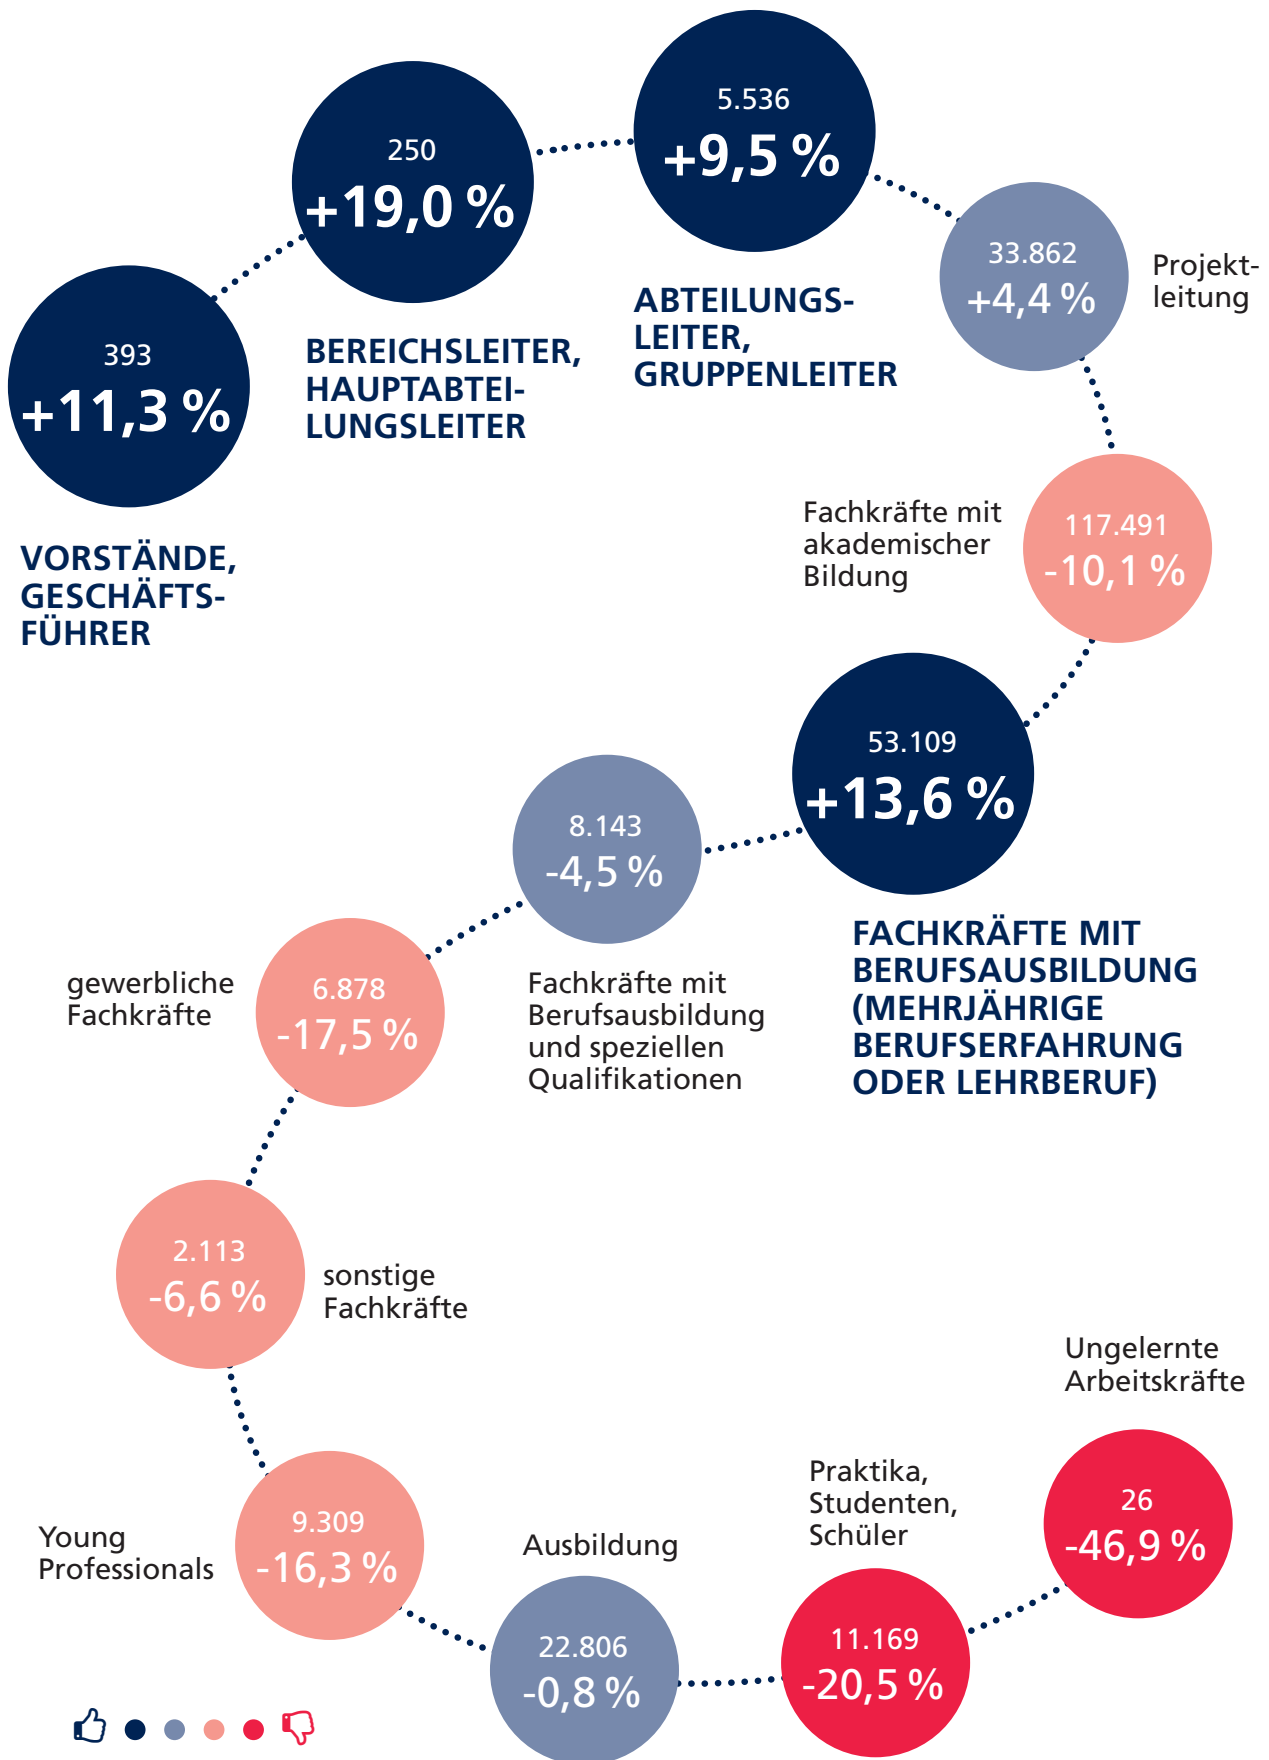 393
+11,3 %
VORSTÄNDE,
GESCHÄFTS-
FÜHRER
250
+19,0 %
BEREICHSLEITER,
HAUPTABTEI-
LUNGSLEITER
5.536
+9,5 %
ABTEILUNGS-
LEITER,
GRUPPENLEITER
33.862
+4,4 %
Projekt-
leitung
117.491
-10,1 %
Fachkräfte mit
akademischer
Bildung
53.109
+13,6 %
FACHKRÄFTE MIT
BERUFSAUSBILDUNG
(MEHRJÄHRIGE
BERUFSERFAHRUNG
ODER LEHRBERUF)
8.143
-4,5 %
Fachkräfte mit
Berufsausbildung
und speziellen
Qualifikationen
6.878
-17,5 %
gewerbliche
Fachkräfte
2.113
-6,6 %
sonstige
Fachkräfte
9.309
-16,3 %
Young
Professionals
22.806
-0,8 %
Ausbildung
11.169
-20,5 %
Praktika,
Studenten,
Schüler
26
-46,9 %
Ungelernte
Arbeitskräfte